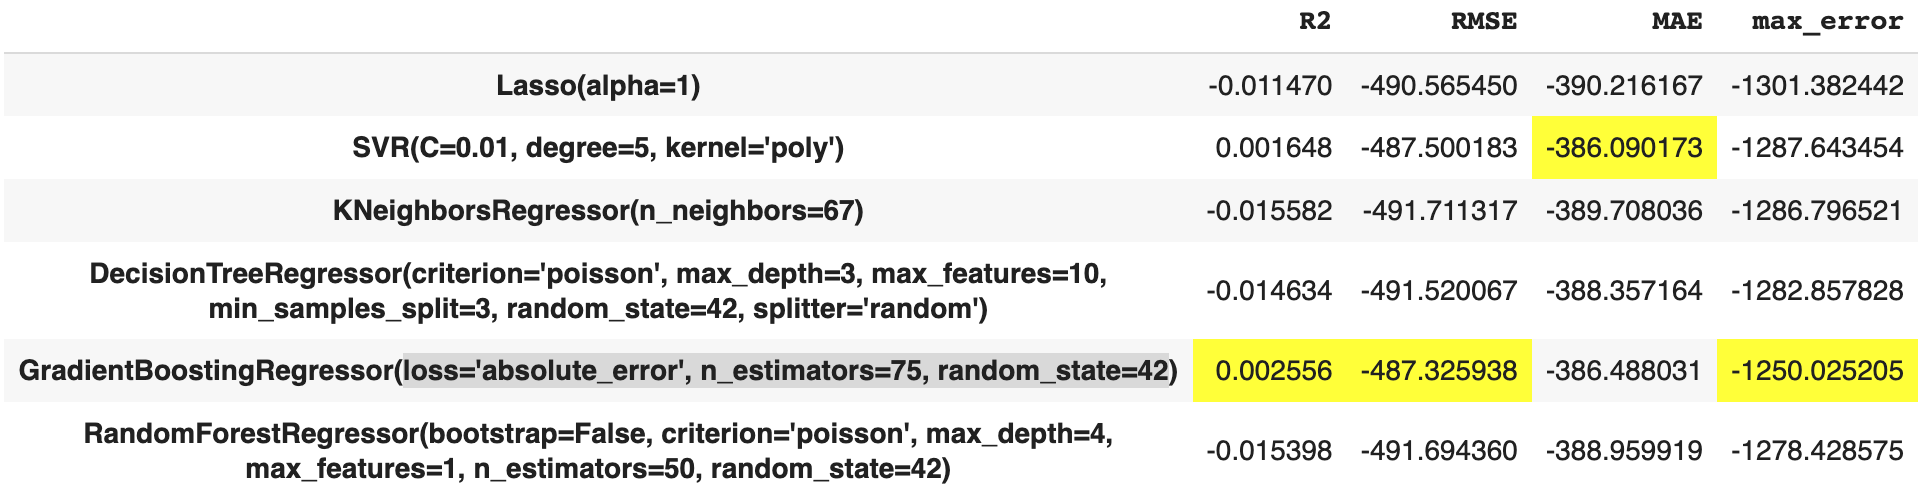 R2 RMSE MAE max_error
Lasso(alpha=1) -0.011470 -490.565450 -390.216167 -1301.382442
SVR(C=0.01, degree=5, kernel='poly') 0.001648 -487.500183 -386.090173 -1287.643454
KNeighborsRegressor(n_neighbors=67) -0.015582 -491.711317 -389.708036 -1286.796521
DecisionTreeRegressor(criterion='poisson', max_depth=3, max_features=10,
min_samples_split=3, random_state=42, splitter='random') -0.014634 -491.520067 -388.357164 -1282.857828
GradientBoostingRegressor(loss='absolute_error', n_estimators=75, random_state=42) 0.002556 -487.325938 -386.488031 -1250.025205
RandomForestRegressor(bootstrap=False, criterion='poisson', max_depth=4,
max_features=1, n_estimators=50, random_state=42) -0.015398 -491.694360 -388.959919 -1278.428575